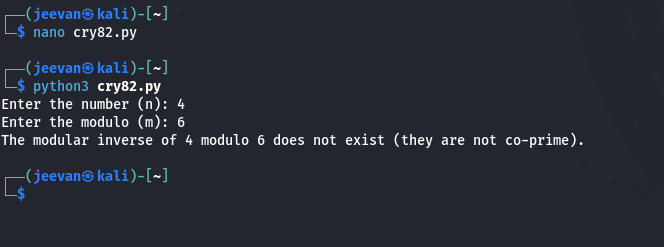 ┌──(jeevan㉿kali)-[~]
└─$ nano cry82.py
┌──(jeevan㉿kali)-[~]
└─$ python3 cry82.py
Enter the number (n): 4
Enter the modulo (m): 6
The modular inverse of 4 modulo 6 does not exist (they are not co-prime).
┌──(jeevan㉿kali)-[~]
└─$